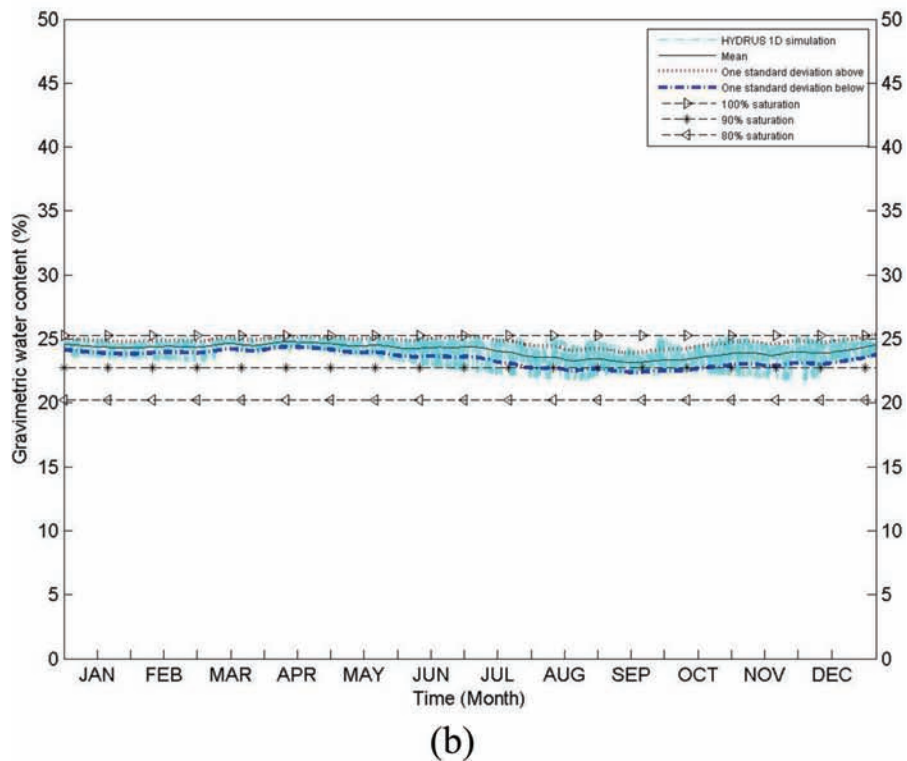 50
45
40
35
30
25
20
15
10
5
0
50
45
40
35
30
25
20
15
10
5
0
HYDRUS 1D simulation
Mean
One standard deviation above
One standard deviation below
100% saturation
90% saturation
80% saturation
Gravimetric water content (%)
JAN FEB MAR APR MAY JUN JUL AUG SEP OCT NOV DEC
Time (Month)
(b)